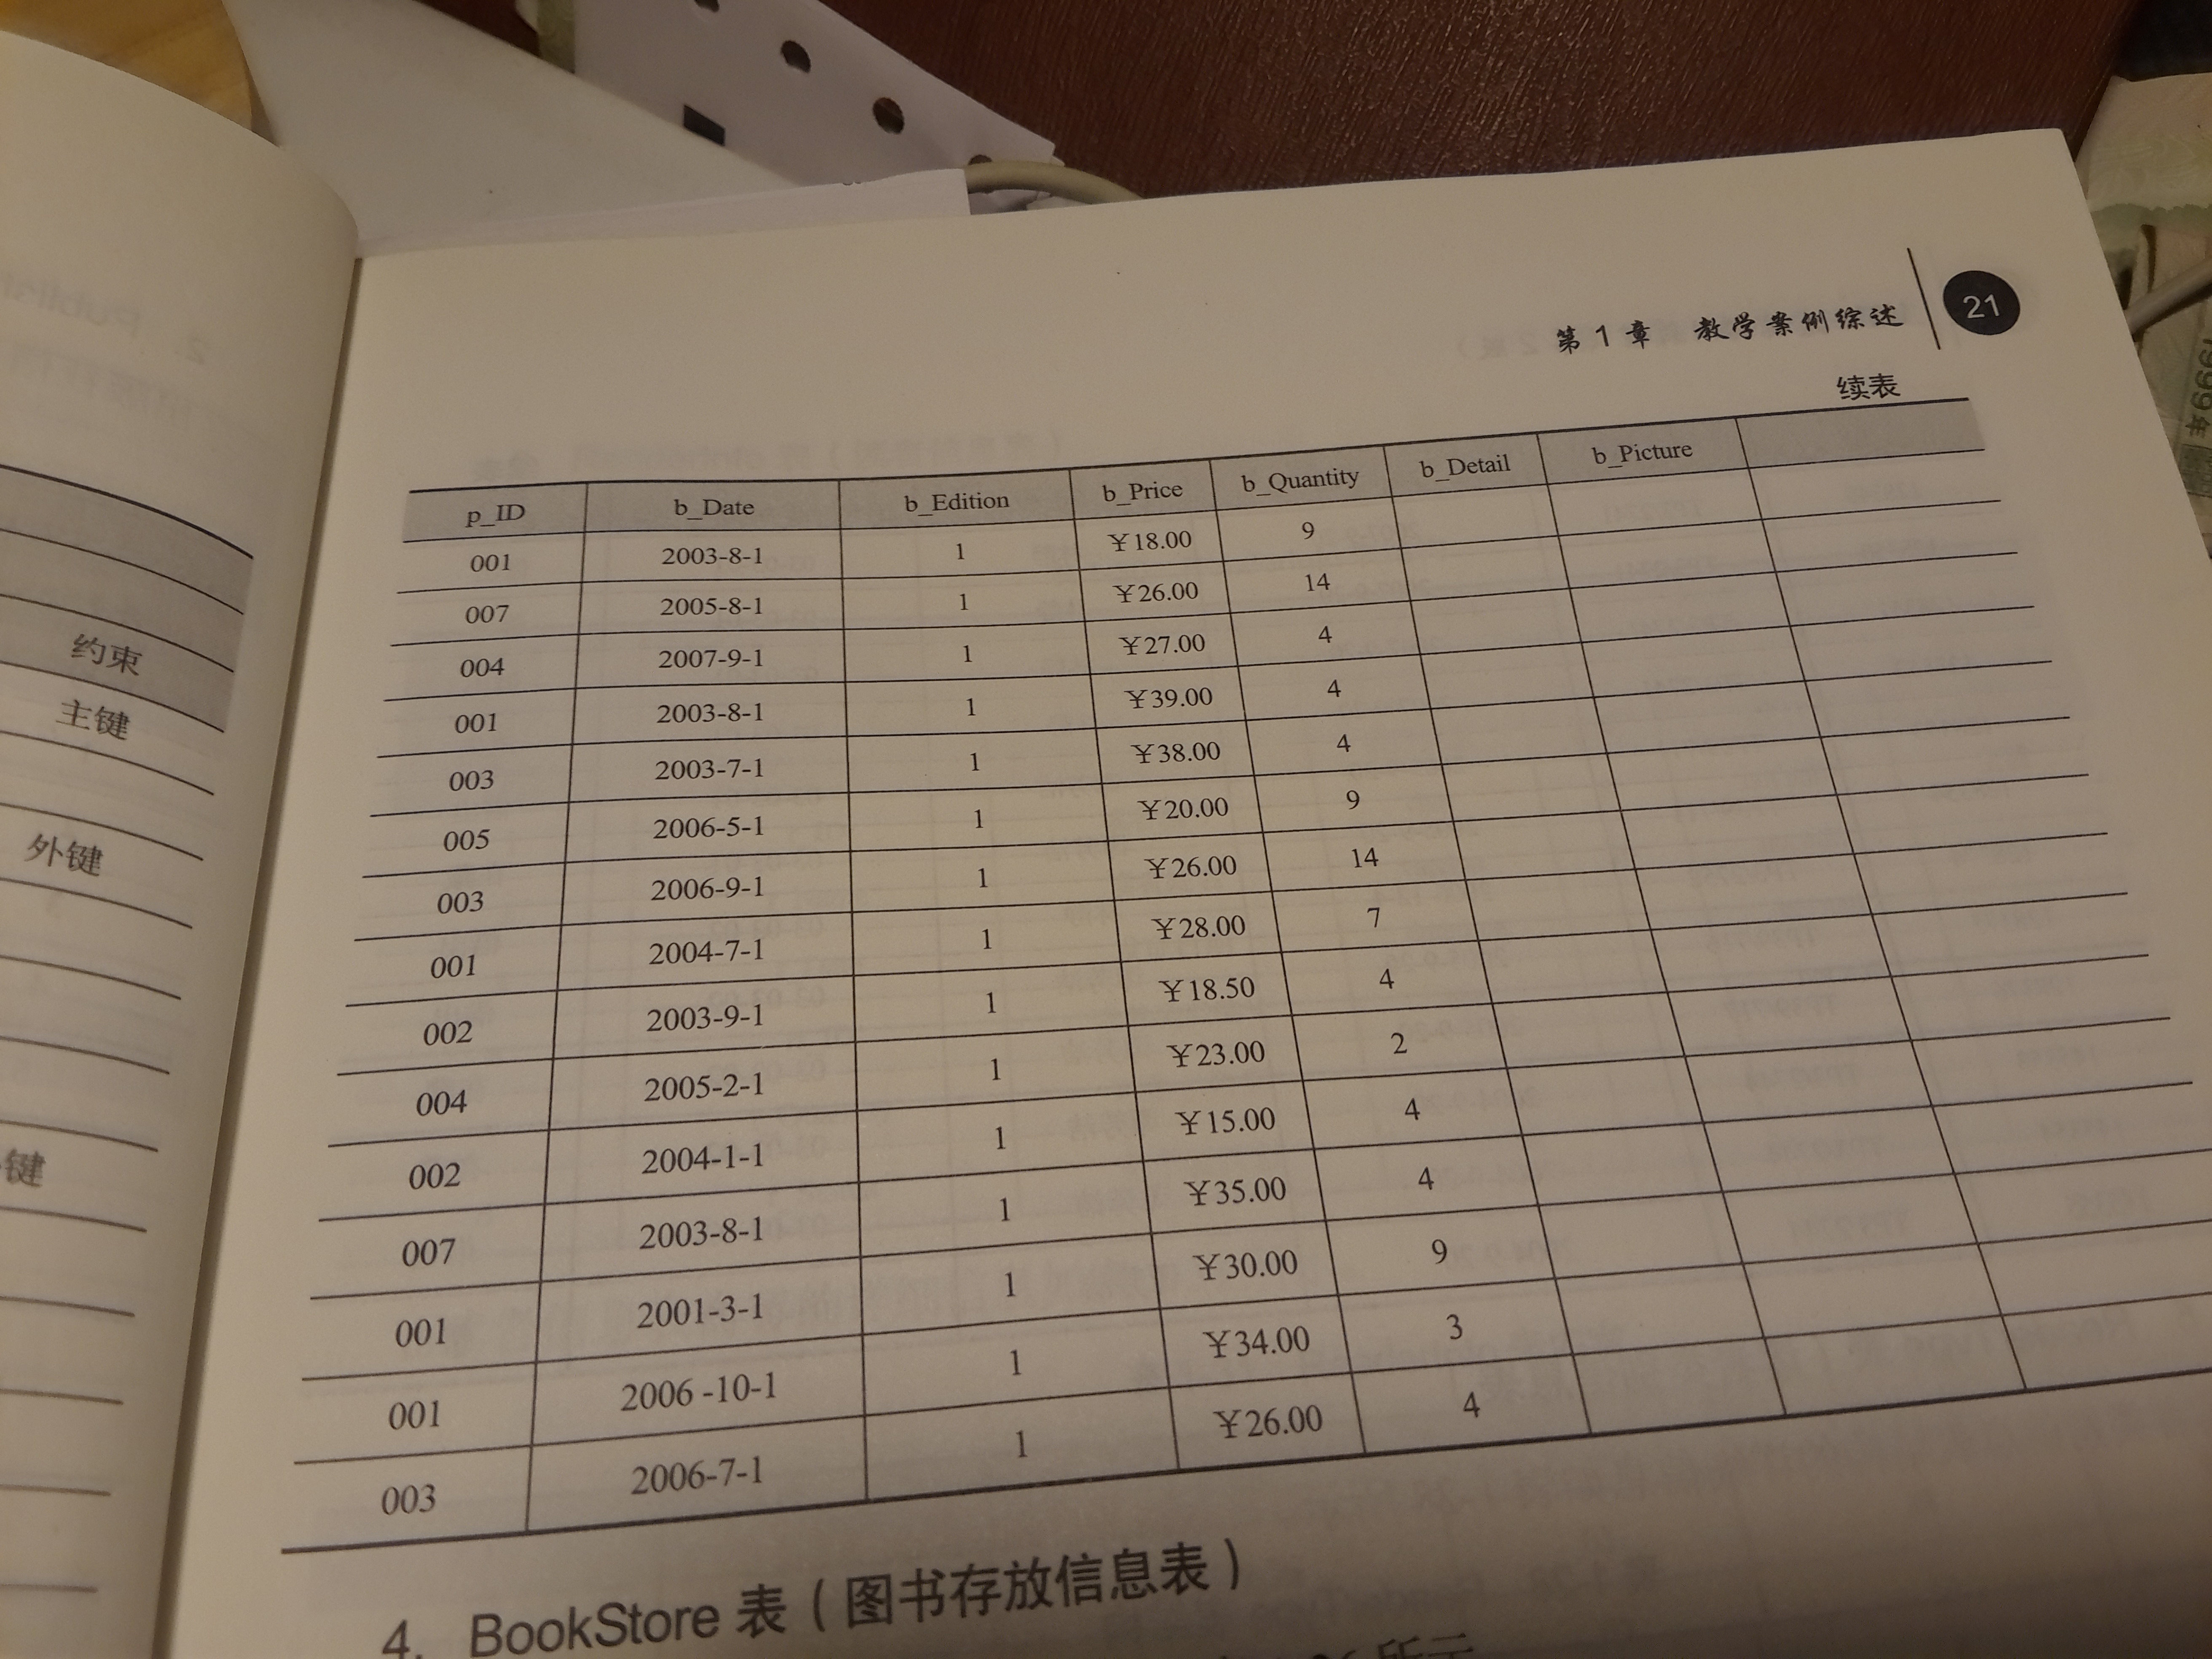 第 1 章 教学案例综述 21
续表
p_ID b_Date b_Edition b_Price b_Quantity b_Detail b_Picture
001 2003-8-1 1 ￥18.00 9
007 2005-8-1 1 ￥26.00 14
004 2007-9-1 1 ￥27.00 4
001 2003-8-1 1 ￥39.00 4
003 2003-7-1 1 ￥38.00 4
005 2006-5-1 1 ￥20.00 9
003 2006-9-1 1 ￥26.00 14
001 2004-7-1 1 ￥28.00 7
002 2003-9-1 1 ￥18.50 4
004 2005-2-1 1 ￥23.00 2
002 2004-1-1 1 ￥15.00 4
007 2003-8-1 1 ￥35.00 4
001 2001-3-1 1 ￥30.00 9
001 2006 -10-1 1 ￥34.00 3
003 2006-7-1 1 ￥26.00 4
4. BookStore 表（图书存放信息表）
所示
约束
主键
外键
键
1999年